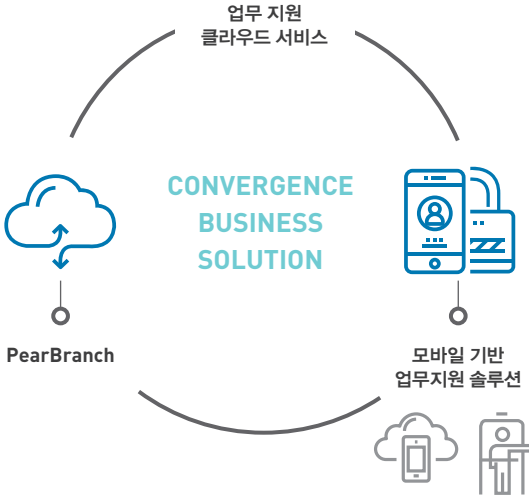 업무 지원
클라우드 서비스
CONVERGENCE
BUSINESS
SOLUTION
PearBranch
모바일 기반
업무지원 솔루션